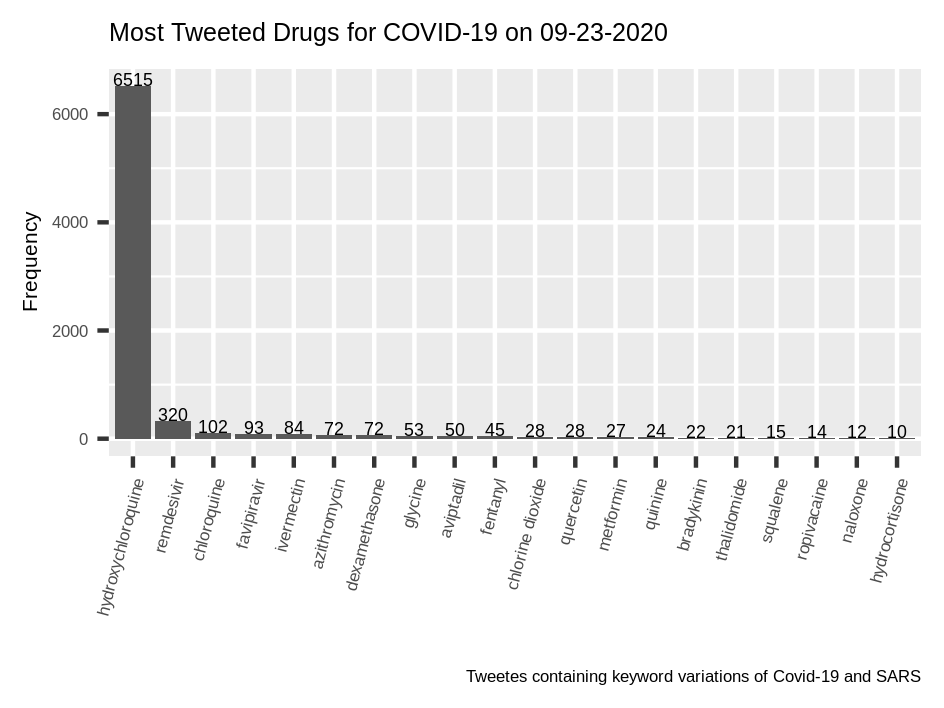 Most Tweeted Drugs for COVID-19 on 09-23-2020
6515
320
102
93
84
72
72
53
50
45
28
28
27
24
22
21
15
14
12
10
6000
4000
2000
0
Frequency
hydroxychloroquine
remdesivir
chloroquine
favipiravir
ivermectin
azithromycin
dexamethasone
glycine
aviptadil
fentanyl
chlorine dioxide
quercetin
metformin
quinine
bradykinin
thalidomide
squalene
ropivacaine
naloxone
hydrocortisone
Tweetes containing keyword variations of Covid-19 and SARS